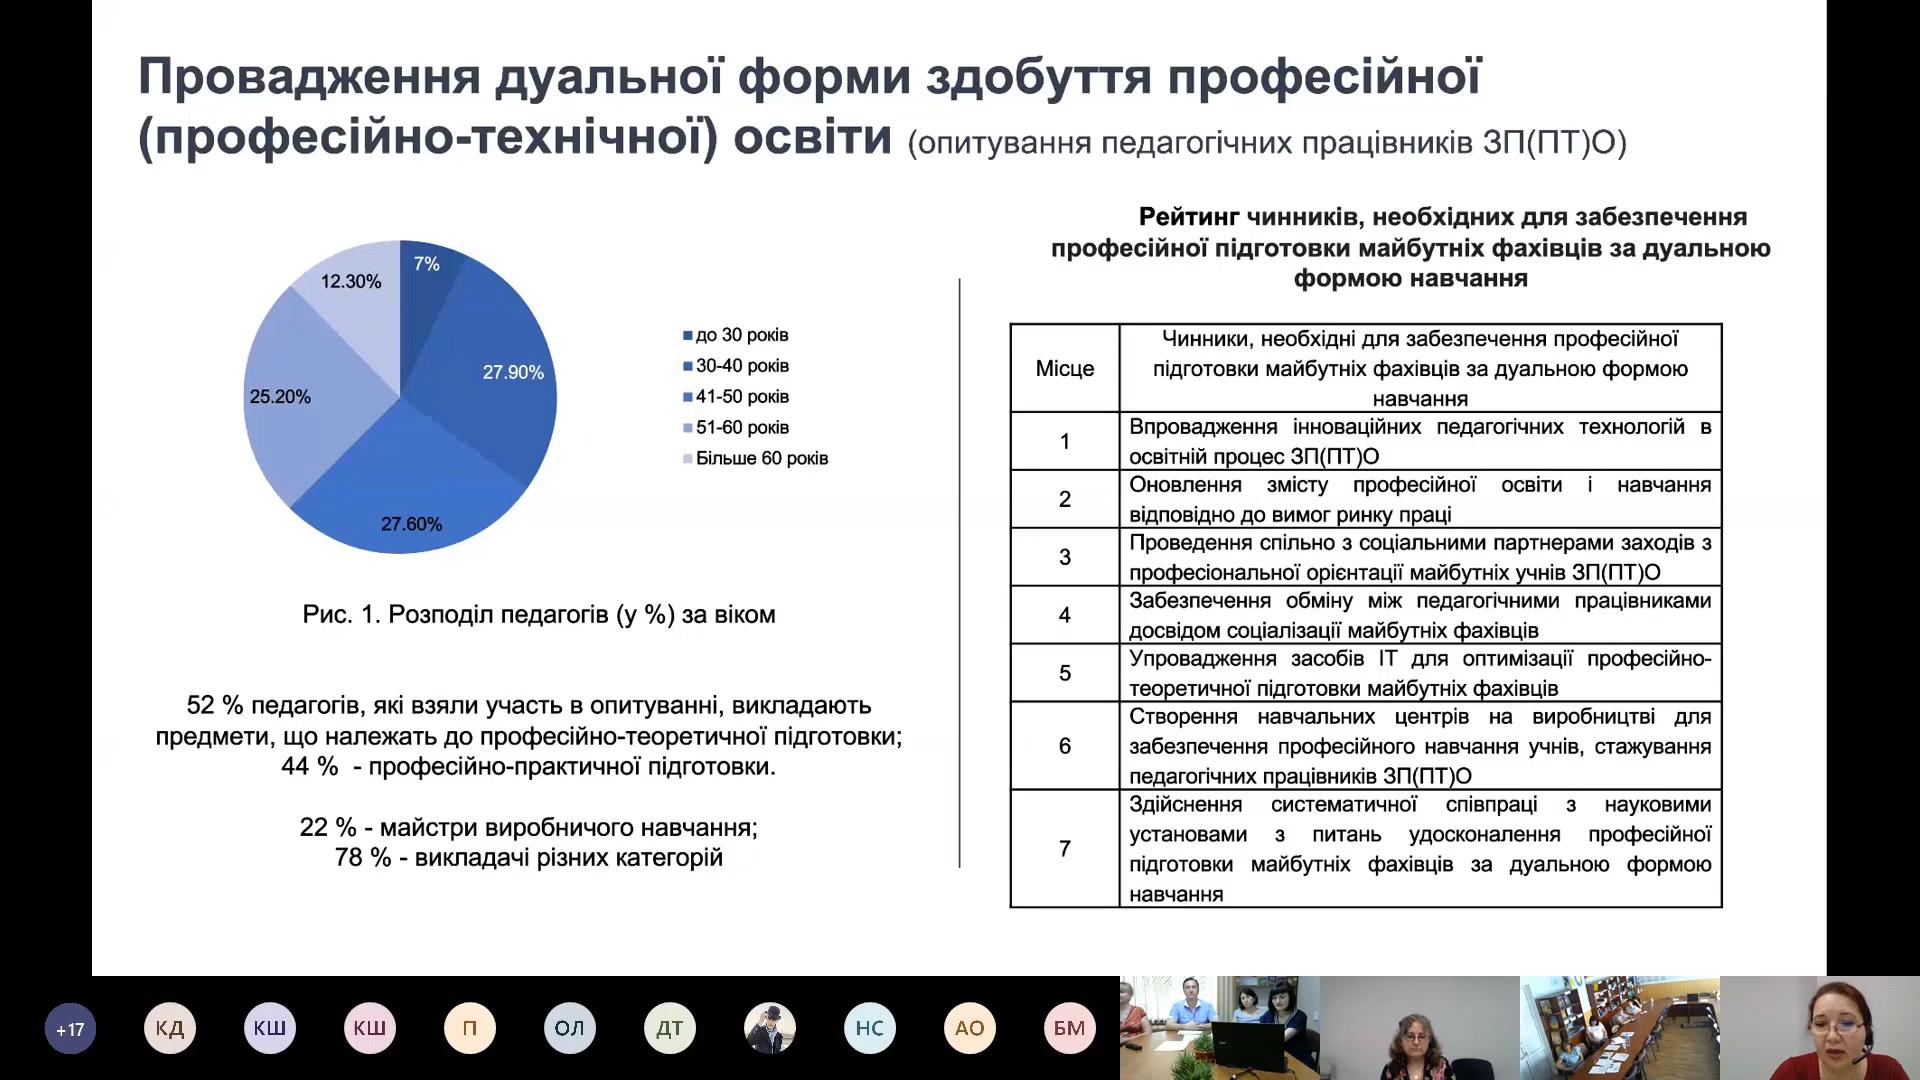 Провадження дуальної форми здобуття професійної
(професійно-технічної) освіти (опитування педагогічних працівників ЗП(ПТ)О)
7%
12.30%
27.90%
25.20%
27.60%
до 30 років
30-40 років
41-50 років
51-60 років
Більше 60 років
Рис. 1. Розподіл педагогів (у %) за віком
52 % педагогів, які взяли участь в опитуванні, викладають
предмети, що належать до професійно-теоретичної підготовки;
44 %  - професійно-практичної підготовки.
22 % - майстри виробничого навчання;
78 % - викладачі різних категорій
Рейтинг чинників, необхідних для забезпечення
професійної підготовки майбутніх фахівців за дуальною
формою навчання
Місце
Чинники, необхідні для забезпечення професійної
підготовки майбутніх фахівців за дуальною формою
навчання
1
Впровадження інноваційних педагогічних технологій в
освітній процес ЗП(ПТ)О
2
Оновлення змісту професійної освіти і навчання
відповідно до вимог ринку праці
3
Проведення спільно з соціальними партнерами заходів з
професіональної орієнтації майбутніх учнів ЗП(ПТ)О
4
Забезпечення обміну між педагогічними працівниками
досвідом соціалізації майбутніх фахівців
5
Упровадження засобів ІТ для оптимізації професійно-
теоретичної підготовки майбутніх фахівців
6
Створення навчальних центрів на виробництві для
забезпечення професійного навчання учнів, стажування
педагогічних працівників ЗП(ПТ)О
7
Здійснення систематичної співпраці з науковими
установами з питань удосконалення професійної
підготовки майбутніх фахівців за дуальною формою
навчання
+17
КД
КШ
КШ
П
ОЛ
ДТ
НС
АО
БМ